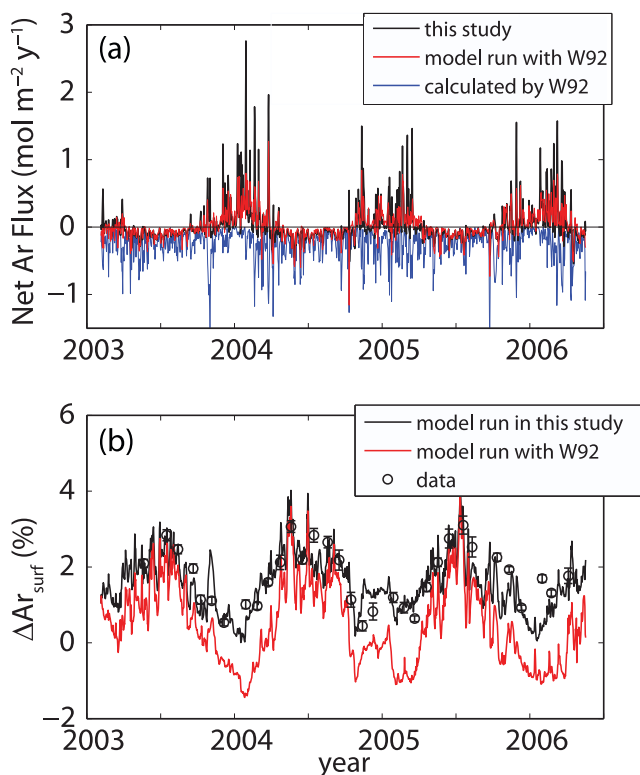 (a)
this study
model run with W92
calculated by W92
Net Ar Flux (mol m⁻² y⁻¹)
3
2
1
0
−1
2003 2004 2005 2006
(b)
model run in this study
model run with W92
data
ΔAr_surf (%)
6
4
2
0
−2
2003 2004 2005 2006
year